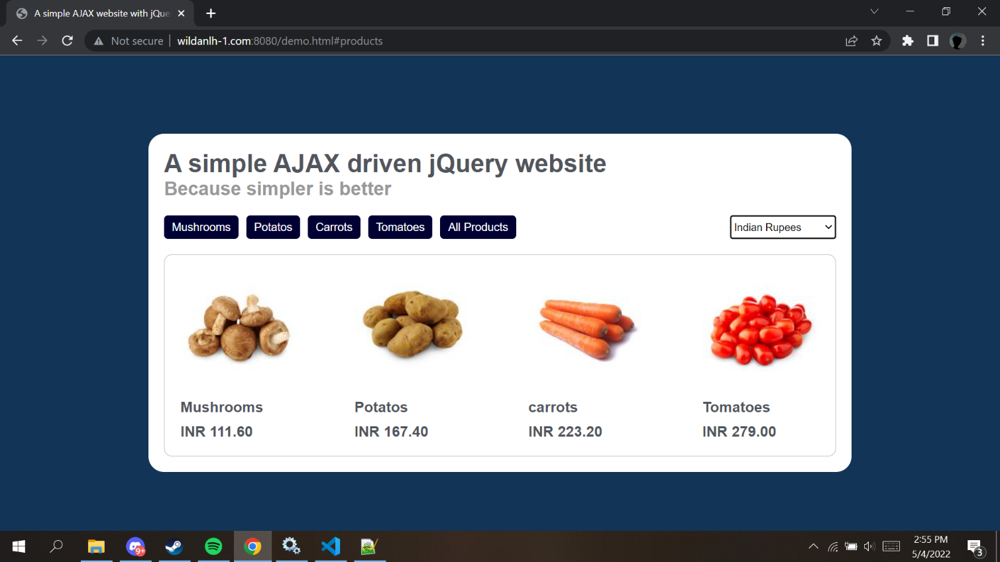 A simple AJAX website with jQue
Not secure
wildanlh-1.com:8080/demo.html#products
A simple AJAX driven jQuery website
Because simpler is better
Mushrooms Potatos Carrots Tomatoes All Products Indian Rupees
Mushrooms Potatos carrots Tomatoes
INR 111.60 INR 167.40 INR 223.20 INR 279.00
9+
2:55 PM
5/4/2022
3